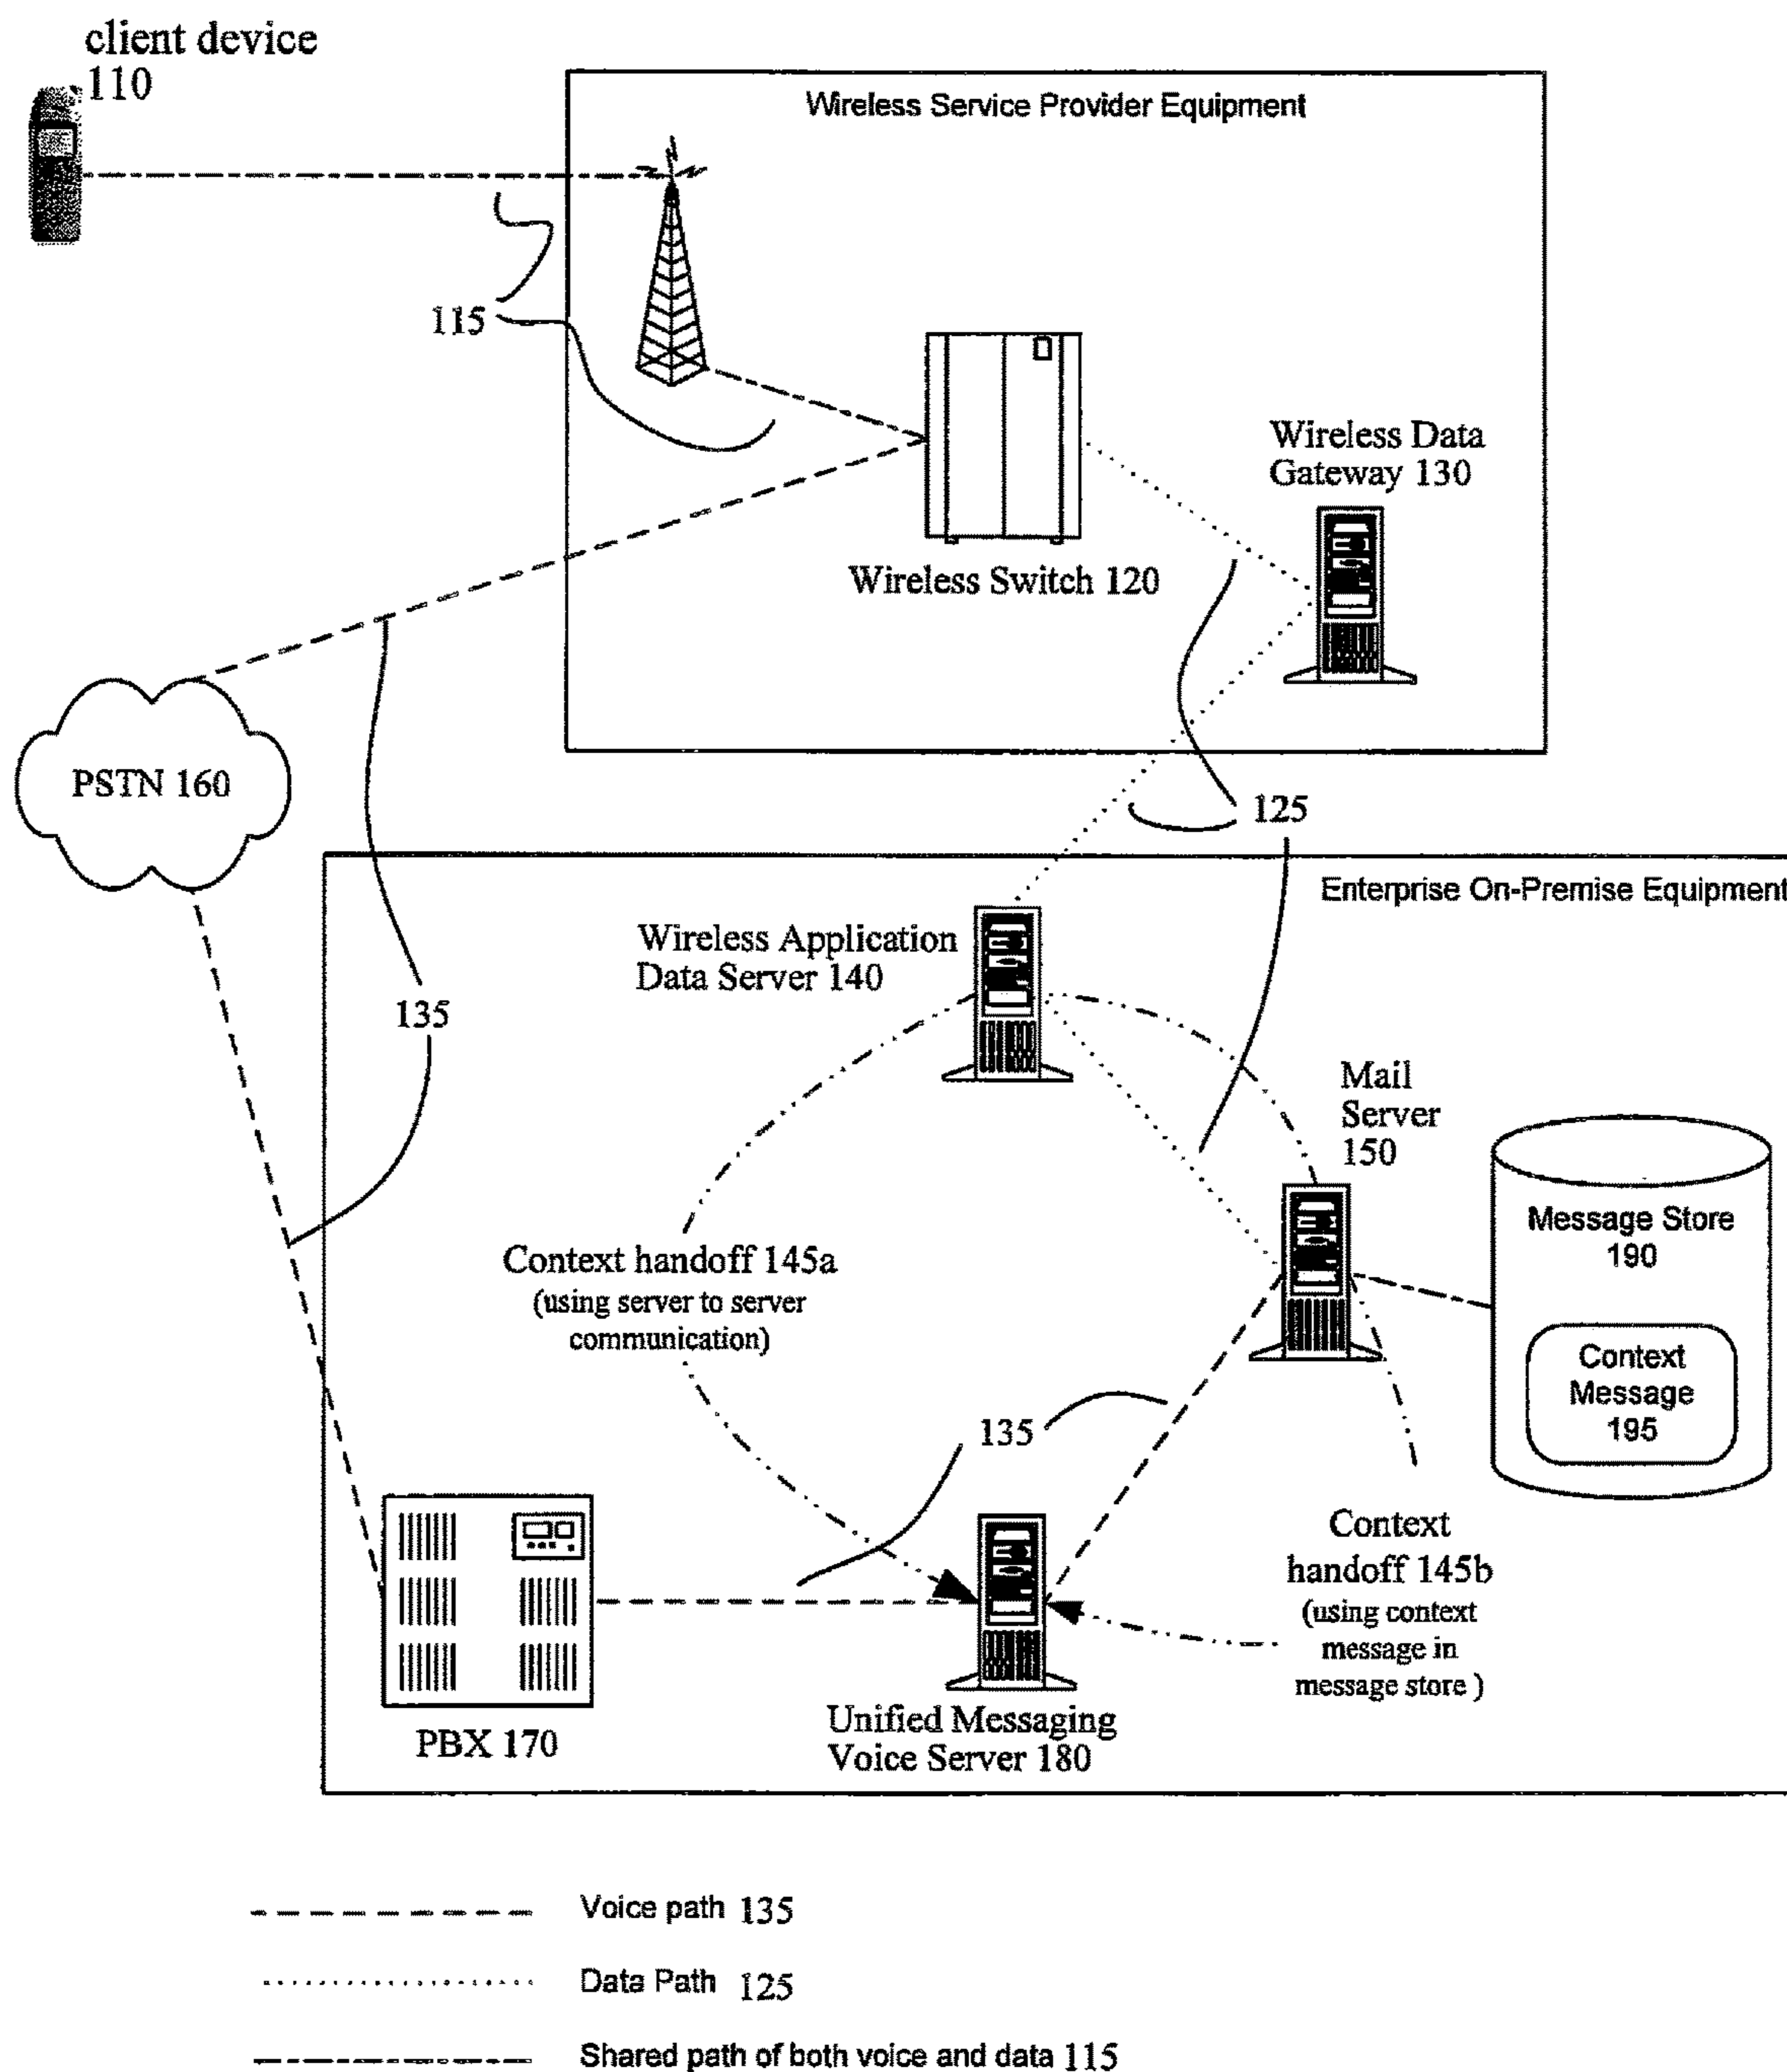 client device
110
Wireless Service Provider Equipment
115
Wireless Data
Gateway 130
Wireless Switch 120
PSTN 160
125
Enterprise On-Premise Equipment
Wireless Application
Data Server 140
135
Mail
Server
150
Message Store
190
Context handoff 145a
(using server to server
communication)
Context
Message
195
135
Context
handoff 145b
(using context
message in
message store )
PBX 170
Unified Messaging
Voice Server 180
Voice path 135
Data Path 125
Shared path of both voice and data 115